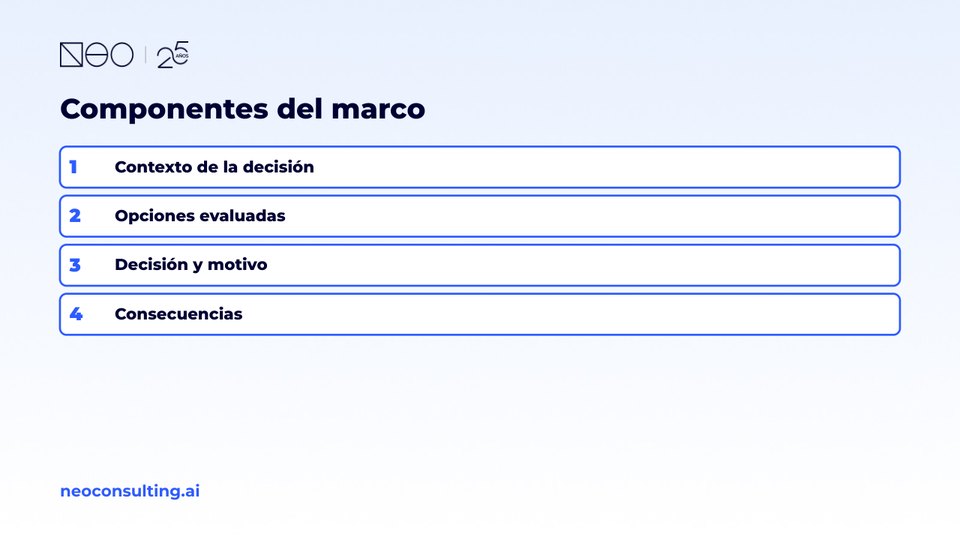 NEO | 25 AÑOS
Componentes del marco
1 Contexto de la decisión
2 Opciones evaluadas
3 Decisión y motivo
4 Consecuencias
neoconsulting.ai